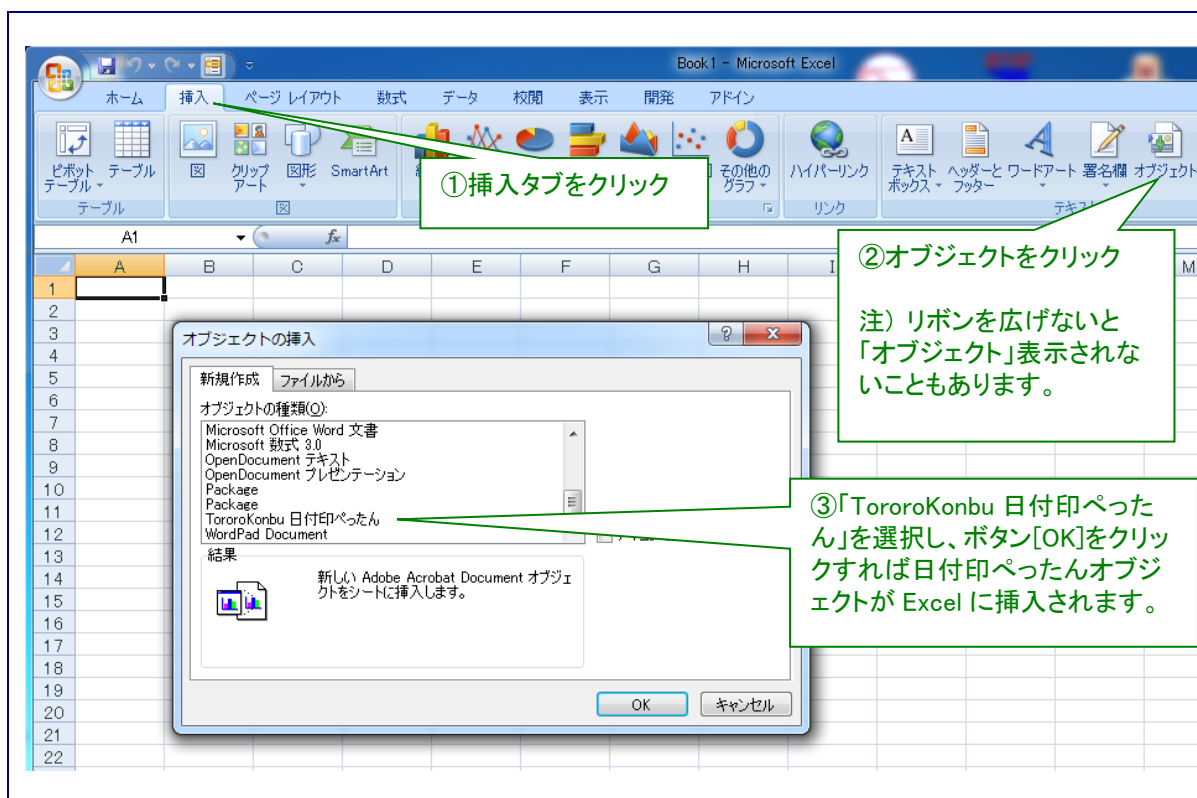 Book1 - Microsoft Excel
ホーム 挿入 ページ レイアウト 数式 データ 校閲 表示 開発 アドイン
ピボット テーブル テーブル 図 クリップ アート 図形 SmartArt その他の グラフ ハイパーリンク テキスト ボックス ヘッダーと フッター ワードアート 署名欄 オブジェクト
テーブル 図 リンク
①挿入タブをクリック
A1 fx
②オブジェクトをクリック
注) リボンを広げないと
「オブジェクト」表示されな
いこともあります。
A B C D E F G H I M
1
2
3
4
5
6
7
8
9
10
11
12
13
14
15
16
17
18
19
20
21
22
オブジェクトの挿入
新規作成 ファイルから
オブジェクトの種類(O):
Microsoft Office Word 文書
Microsoft 数式 3.0
OpenDocument テキスト
OpenDocument プレゼンテーション
Package
Package
TororoKonbu 日付印ぺったん
WordPad Document
結果
新しい Adobe Acrobat Document オブジェ
クトをシートに挿入します。
OK キャンセル
③「TororoKonbu 日付印ぺった
ん」を選択し、ボタン[OK]をクリッ
クすれば日付印ぺったんオブジ
ェクトが Excel に挿入されます。